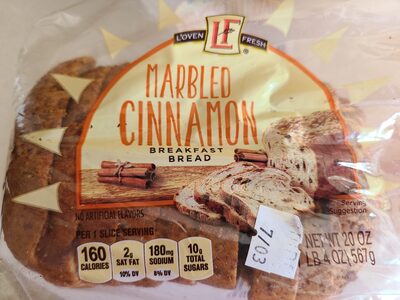 L'OVEN LF FRESH
MARBLED
CINNAMON
BREAKFAST
BREAD
Serving
Suggestion
NO ARTIFICIAL FLAVORS
PER 1 SLICE SERVING
160
CALORIES
2g
SAT FAT
10% DV
180mg
SODIUM
8% DV
10g
TOTAL
SUGARS
7/03
NET WT 20 OZ
LB 4 OZ) 567g